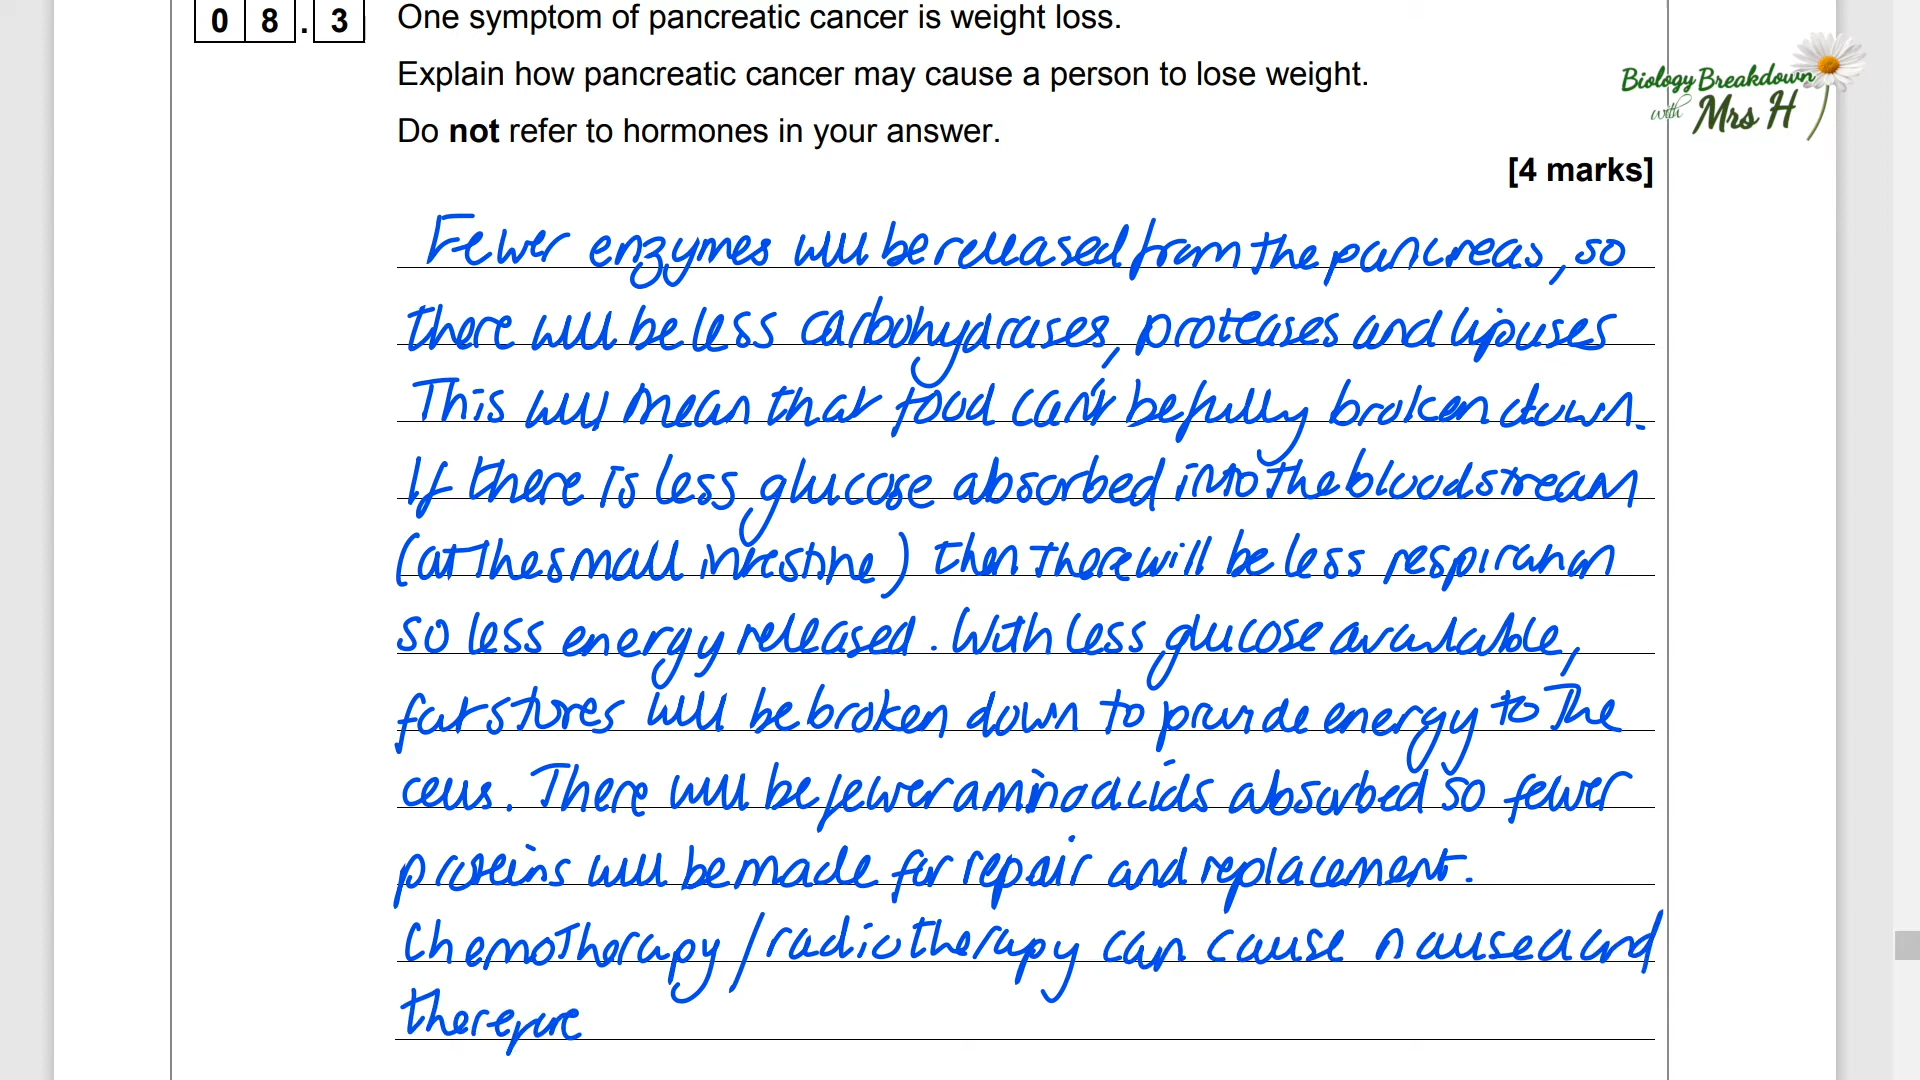 08.3 One symptom of pancreatic cancer is weight loss.
Explain how pancreatic cancer may cause a person to lose weight.
Do not refer to hormones in your answer.
[4 marks]
Biology Breakdown
with Mrs H
Fewer enzymes will be released from the pancreas, so
there will be less carbohydrases, proteases and lipases
This will mean that food can't be fully broken down.
If there is less glucose absorbed into the bloodstream
(at the small intestine) then there will be less respiration
so less energy released. With less glucose available,
fat stores will be broken down to provide energy to the
cells. There will be fewer amino acids absorbed so fewer
proteins will be made for repair and replacement.
Chemotherapy/radiotherapy can cause nausea and
therefore